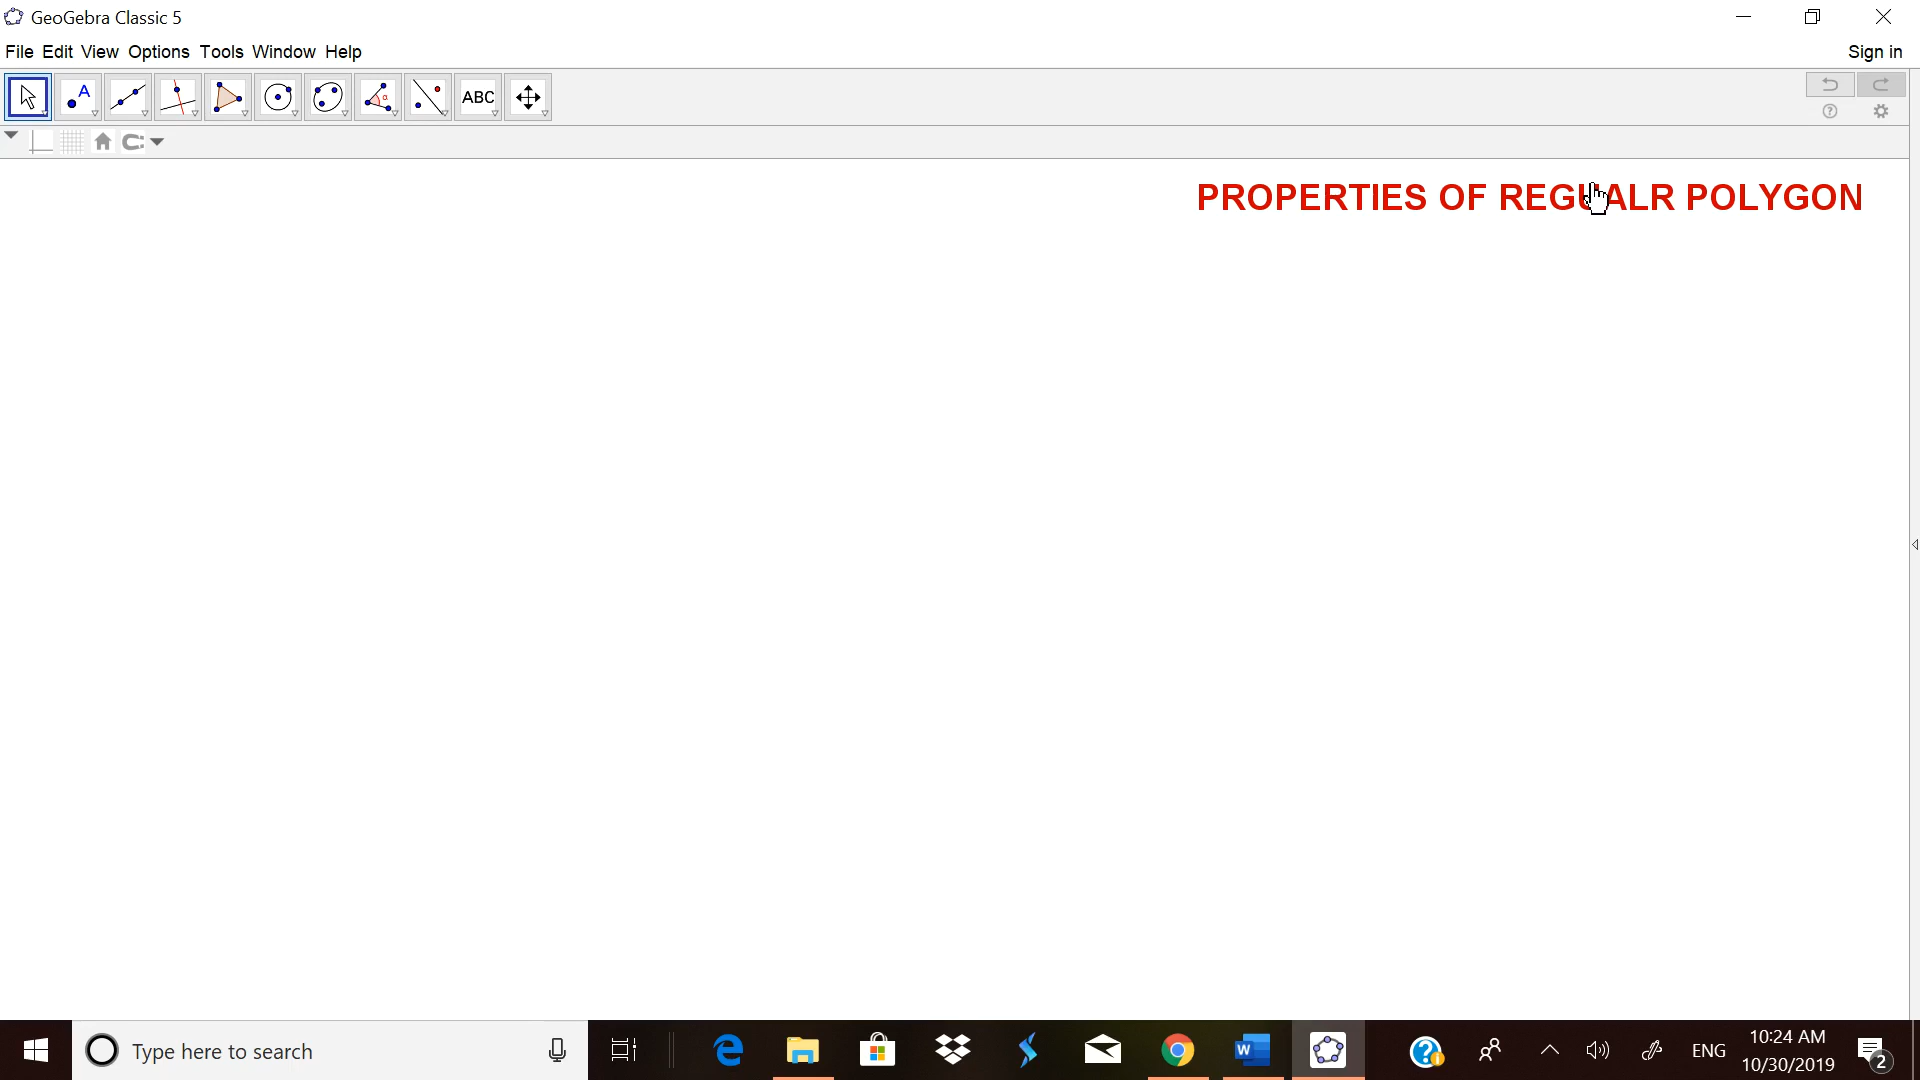 GeoGebra Classic 5
File Edit View Options Tools Window Help
Sign in
A
ABC
PROPERTIES OF REGUALR POLYGON
Type here to search
W
ENG
10:24 AM
10/30/2019
2